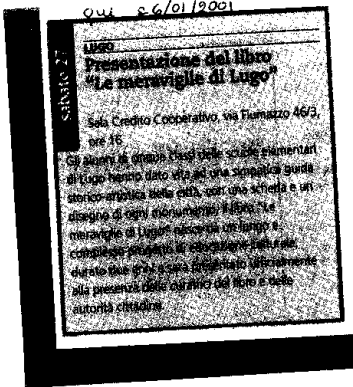 Qui 26/01/2001
sabato 27
LUGO
Presentazione del libro
"Le meraviglie di Lugo"
Sala Credito Cooperativo, via Fiumazzo 46/3,
ore 16
Gli alunni di cinque classi delle scuole elementari
di Lugo hanno dato vita ad una simpatica guida
storico-artistica della città, con una scheda e un
disegno di ogni monumento. Il libro "Le
meraviglie di Lugo" nasce da un lungo e
complesso progetto di educazione
durato due anni e sarà presentato ufficialmente
alla presenza delle curatrici del libro e delle
autorità cittadine.